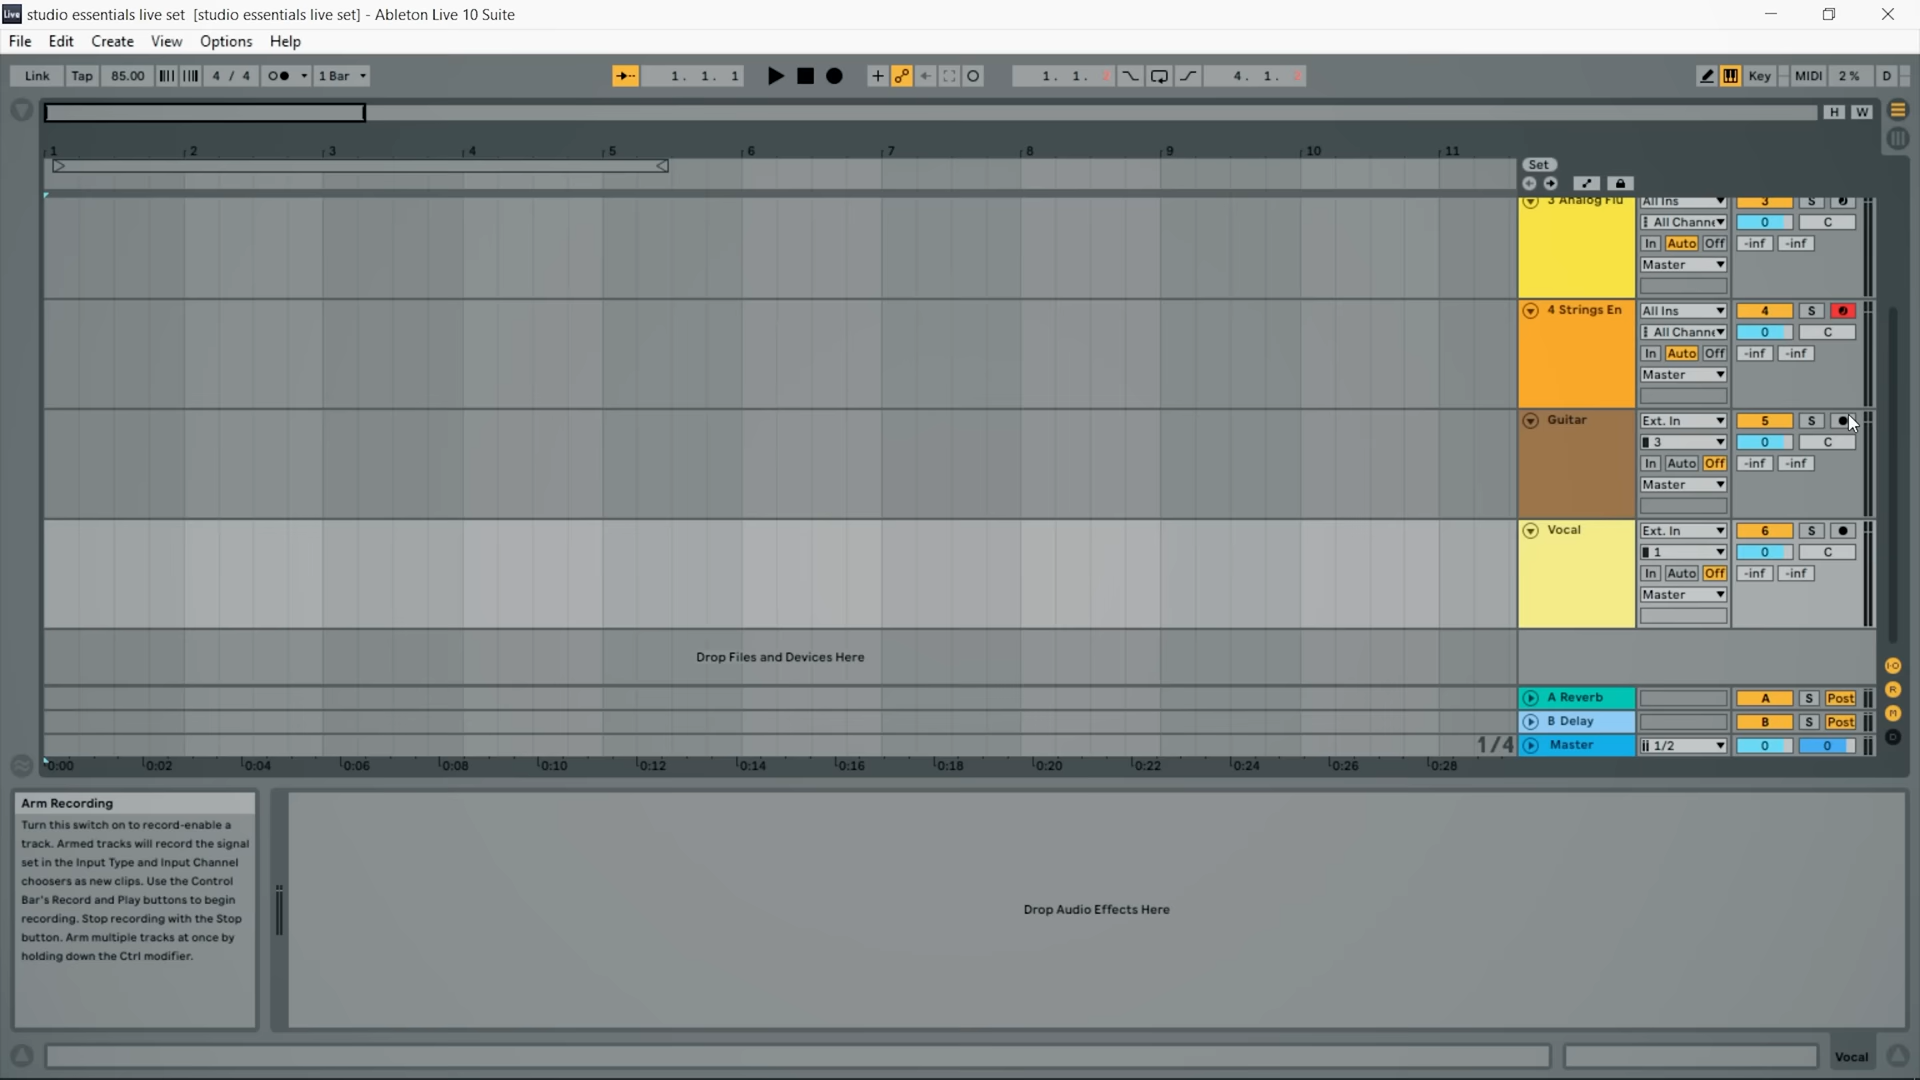 Live studio essentials live set [studio essentials live set] - Ableton Live 10 Suite
File Edit Create View Options Help
Link Tap 85.00 4 / 4 1 Bar 1. 1. 1 1. 1. 2 4. 1. 2 Key MIDI 2 % D
H W
1 2 3 4 5 6 7 8 9 10 11
Set
3 Analog Flu All Ins 3 S
All Channe 0 C
In Auto Off -inf -inf
Master
4 Strings En All Ins 4 S
All Channe 0 C
In Auto Off -inf -inf
Master
Guitar Ext. In 5 S
3 0 C
In Auto Off -inf -inf
Master
Vocal Ext. In 6 S
1 0 C
In Auto Off -inf -inf
Master
Drop Files and Devices Here
I·O
A Reverb A S Post
R
B Delay B S Post
M
1/4 Master 1/2 0 0
D
0:00 0:02 0:04 0:06 0:08 0:10 0:12 0:14 0:16 0:18 0:20 0:22 0:24 0:26 0:28
Arm Recording
Turn this switch on to record-enable a
track. Armed tracks will record the signal
set in the Input Type and Input Channel
choosers as new clips. Use the Control
Bar's Record and Play buttons to begin
recording. Stop recording with the Stop
button. Arm multiple tracks at once by
holding down the Ctrl modifier.
Drop Audio Effects Here
Vocal